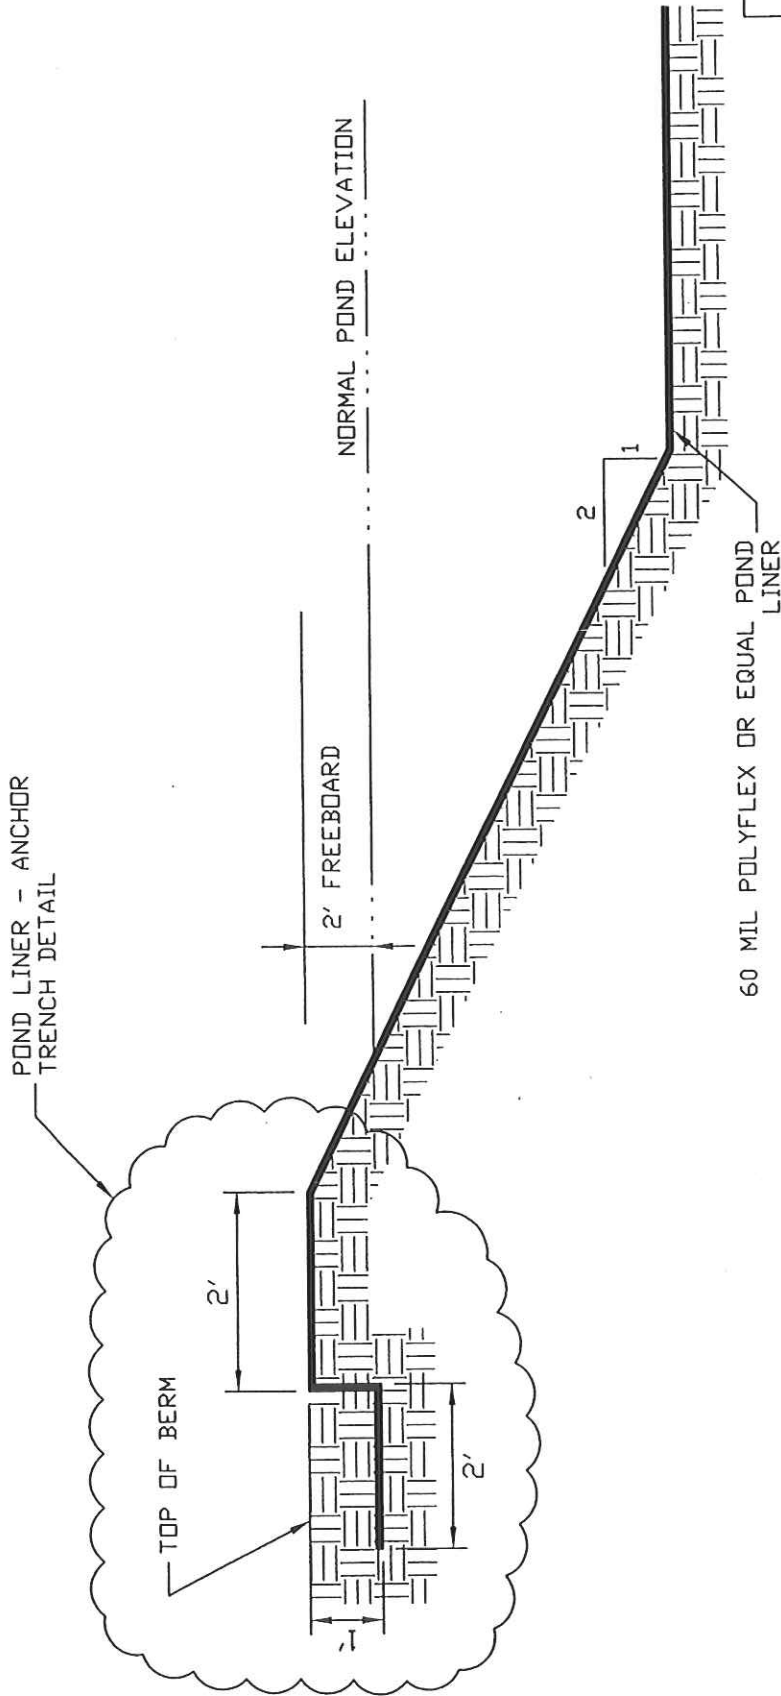 POND LINER - ANCHOR
TRENCH DETAIL
TOP OF BERM
2'
2'
1'
2' FREEBOARD
NORMAL POND ELEVATION
2
1
60 MIL POLYFLEX OR EQUAL POND
LINER